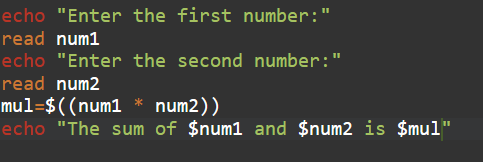 echo "Enter the first number:"
read num1
echo "Enter the second number:"
read num2
mul=$((num1 * num2))
echo "The sum of $num1 and $num2 is $mul"